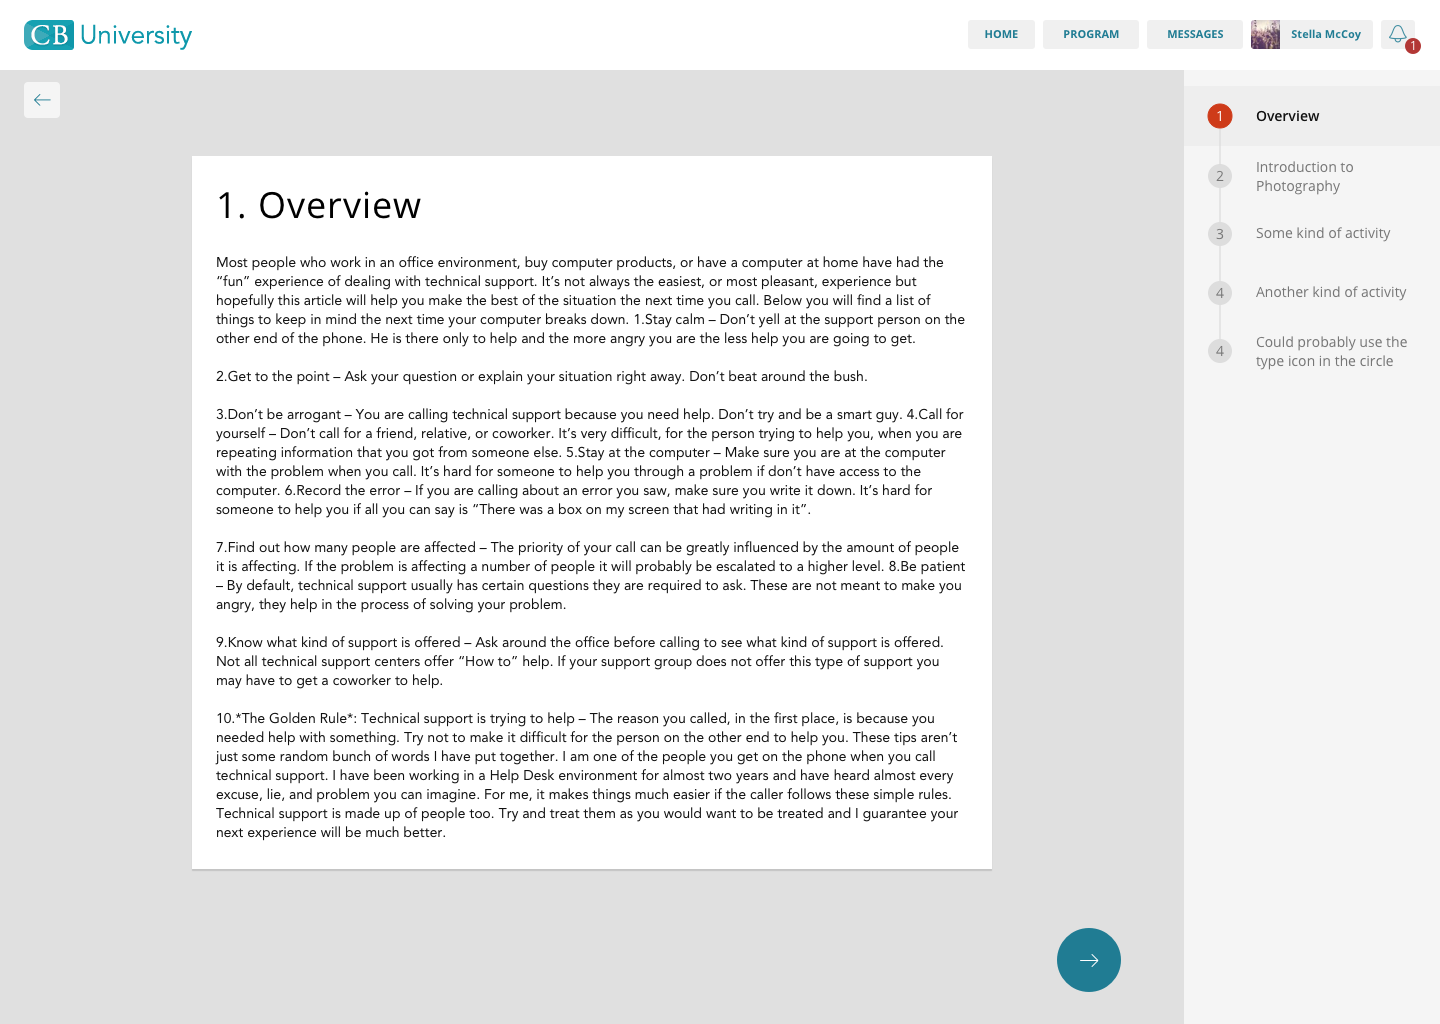 CB University
HOME
PROGRAM
MESSAGES
Stella McCoy
1
1. Overview
Most people who work in an office environment, buy computer products, or have a computer at home have had the
“fun” experience of dealing with technical support. It’s not always the easiest, or most pleasant, experience but
hopefully this article will help you make the best of the situation the next time you call. Below you will find a list of
things to keep in mind the next time your computer breaks down. 1.Stay calm – Don’t yell at the support person on the
other end of the phone. He is there only to help and the more angry you are the less help you are going to get.
2.Get to the point – Ask your question or explain your situation right away. Don’t beat around the bush.
3.Don’t be arrogant – You are calling technical support because you need help. Don’t try and be a smart guy. 4.Call for
yourself – Don’t call for a friend, relative, or coworker. It’s very difficult, for the person trying to help you, when you are
repeating information that you got from someone else. 5.Stay at the computer – Make sure you are at the computer
with the problem when you call. It’s hard for someone to help you through a problem if don’t have access to the
computer. 6.Record the error – If you are calling about an error you saw, make sure you write it down. It’s hard for
someone to help you if all you can say is “There was a box on my screen that had writing in it”.
7.Find out how many people are affected – The priority of your call can be greatly influenced by the amount of people
it is affecting. If the problem is affecting a number of people it will probably be escalated to a higher level. 8.Be patient
– By default, technical support usually has certain questions they are required to ask. These are not meant to make you
angry, they help in the process of solving your problem.
9.Know what kind of support is offered – Ask around the office before calling to see what kind of support is offered.
Not all technical support centers offer “How to” help. If your support group does not offer this type of support you
may have to get a coworker to help.
10.*The Golden Rule*: Technical support is trying to help – The reason you called, in the first place, is because you
needed help with something. Try not to make it difficult for the person on the other end to help you. These tips aren’t
just some random bunch of words I have put together. I am one of the people you get on the phone when you call
technical support. I have been working in a Help Desk environment for almost two years and have heard almost every
excuse, lie, and problem you can imagine. For me, it makes things much easier if the caller follows these simple rules.
Technical support is made up of people too. Try and treat them as you would want to be treated and I guarantee your
next experience will be much better.
1 Overview
2 Introduction to
Photography
3 Some kind of activity
4 Another kind of activity
4 Could probably use the
type icon in the circle